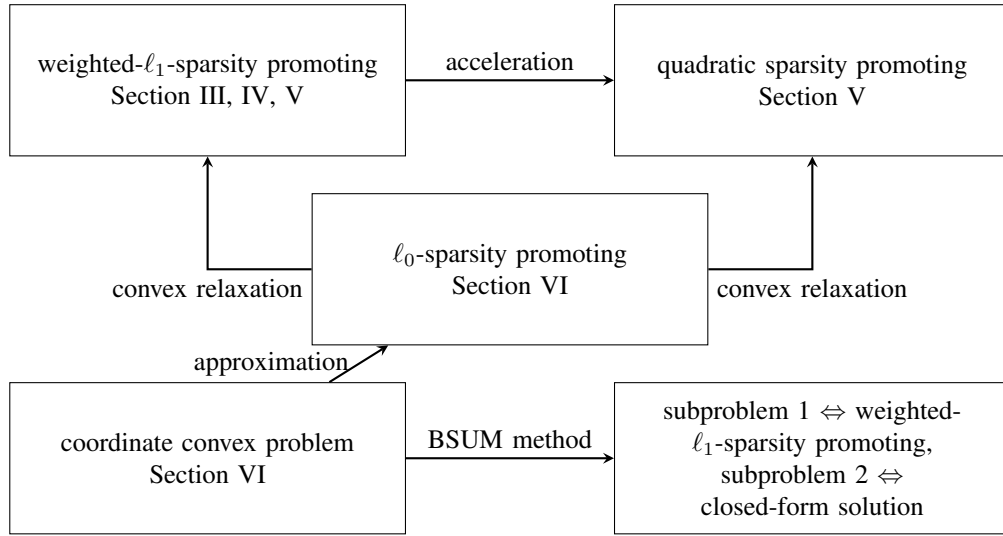 weighted-ℓ₁-sparsity promoting
Section III, IV, V
acceleration
quadratic sparsity promoting
Section V
ℓ₀-sparsity promoting
Section VI
convex relaxation
convex relaxation
approximation
coordinate convex problem
Section VI
BSUM method
subproblem 1 ⇔ weighted-
ℓ₁-sparsity promoting,
subproblem 2 ⇔
closed-form solution